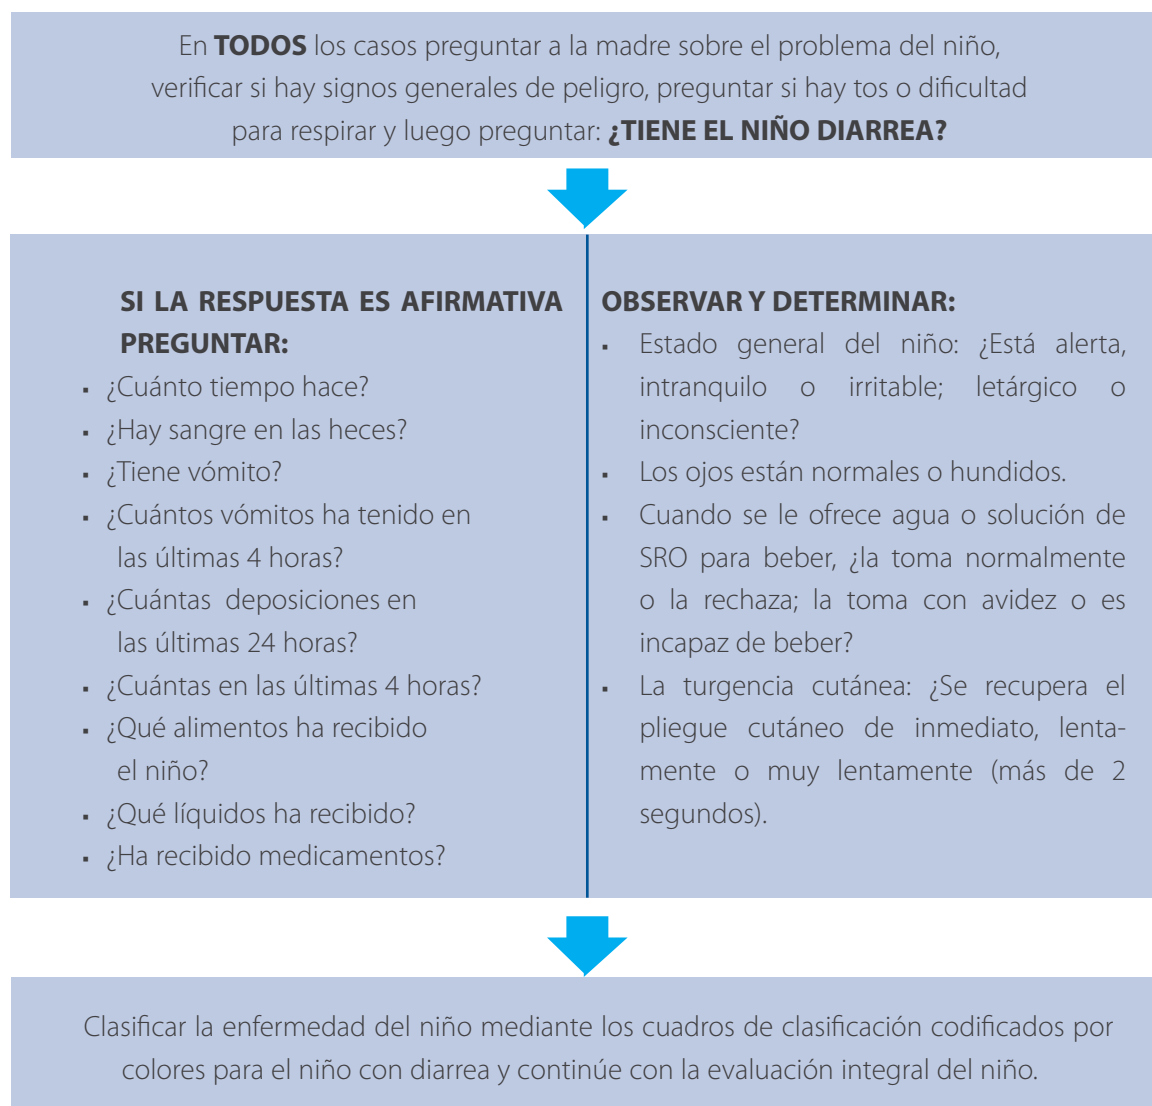 En TODOS los casos preguntar a la madre sobre el problema del niño,
verificar si hay signos generales de peligro, preguntar si hay tos o dificultad
para respirar y luego preguntar: ¿TIENE EL NIÑO DIARREA?
SI LA RESPUESTA ES AFIRMATIVA
PREGUNTAR:
▪ ¿Cuánto tiempo hace?
▪ ¿Hay sangre en las heces?
▪ ¿Tiene vómito?
▪ ¿Cuántos vómitos ha tenido en
las últimas 4 horas?
▪ ¿Cuántas deposiciones en
las últimas 24 horas?
▪ ¿Cuántas en las últimas 4 horas?
▪ ¿Qué alimentos ha recibido
el niño?
▪ ¿Qué líquidos ha recibido?
▪ ¿Ha recibido medicamentos?
OBSERVAR Y DETERMINAR:
▪ Estado general del niño: ¿Está alerta,
intranquilo o irritable; letárgico o
inconsciente?
▪ Los ojos están normales o hundidos.
▪ Cuando se le ofrece agua o solución de
SRO para beber, ¿la toma normalmente
o la rechaza; la toma con avidez o es
incapaz de beber?
▪ La turgencia cutánea: ¿Se recupera el
pliegue cutáneo de inmediato, lenta-
mente o muy lentamente (más de 2
segundos).
Clasificar la enfermedad del niño mediante los cuadros de clasificación codificados por
colores para el niño con diarrea y continúe con la evaluación integral del niño.